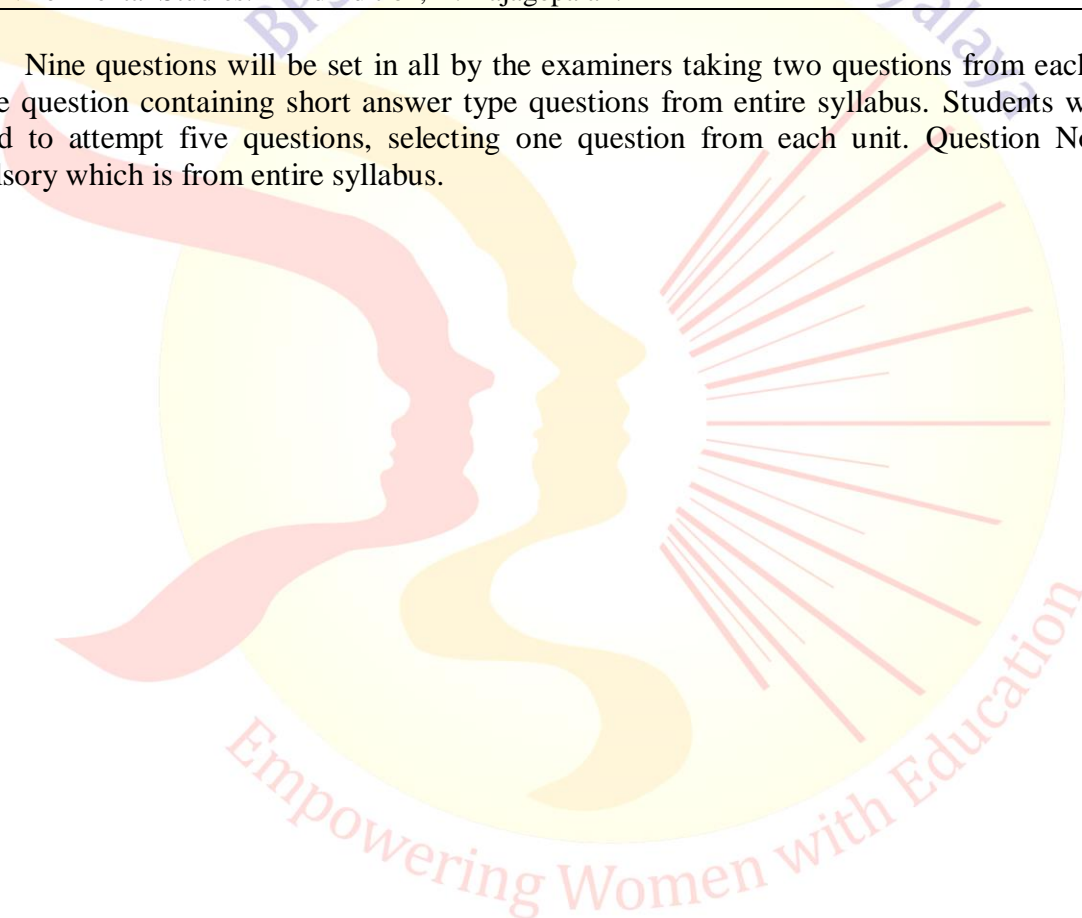 Nine questions will be set in all by the examiners taking two questions from each
question containing short answer type questions from entire syllabus. Students
to attempt five questions, selecting one question from each unit. Question
which is from entire syllabus.
Empowering Women with Education